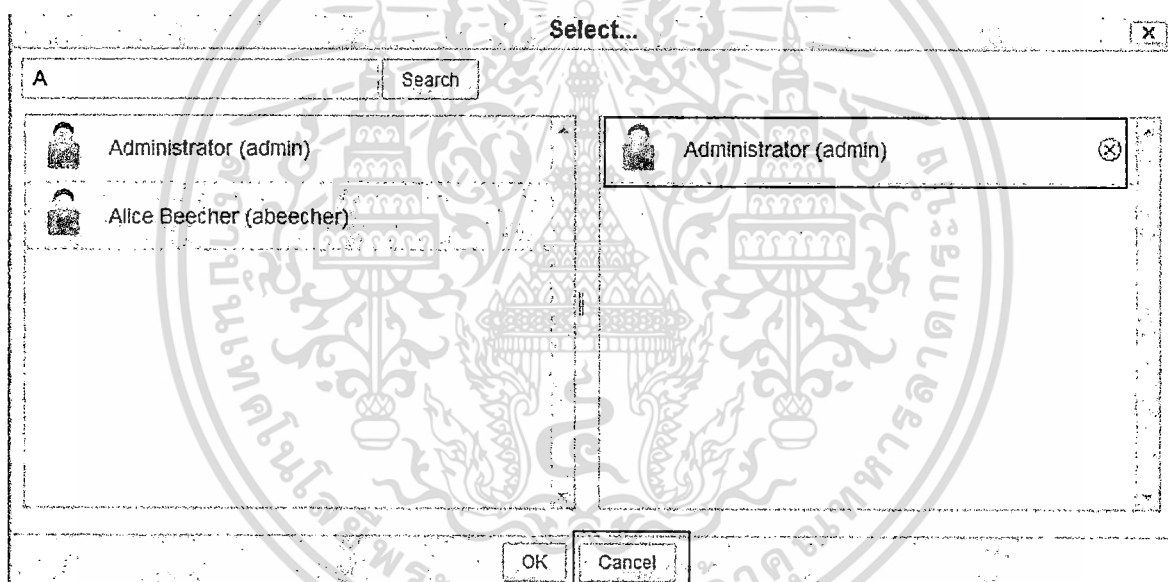 Select...
X
A
Search
Administrator (admin)
Alice Beecher (abeecher)
Administrator (admin)
OK
Cancel